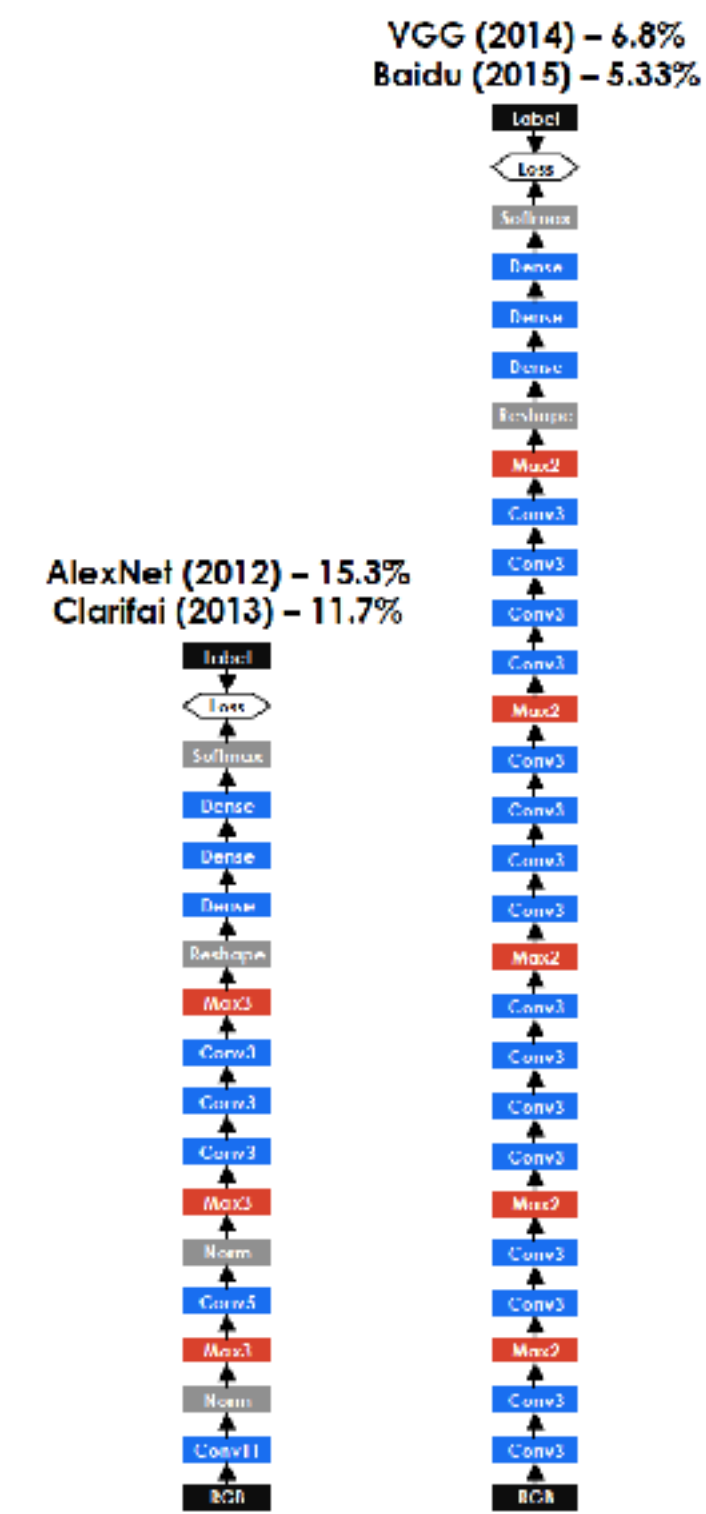 VGG (2014) – 6.8%
Baidu (2015) – 5.33%
Label
Loss
Softmax
Dense
Dense
Dense
Reshape
Max2
Conv3
Conv3
Conv3
Conv3
Max2
Conv3
Conv3
Conv3
Conv3
Max2
Conv3
Conv3
Conv3
Conv3
Max2
Conv3
Conv3
Max2
Conv3
Conv3
RGB
AlexNet (2012) – 15.3%
Clarifai (2013) – 11.7%
Label
Loss
Softmax
Dense
Dense
Dense
Reshape
Max3
Conv3
Conv3
Conv3
Max3
Norm
Conv5
Max3
Norm
Conv11
RGB